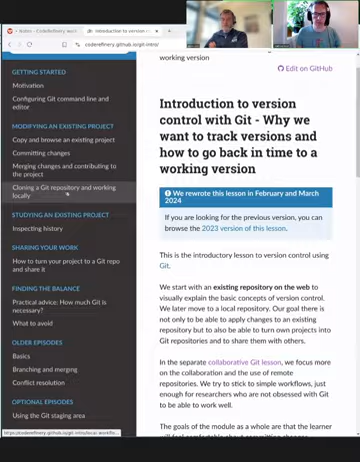 CodeRefinery work
Introduction to version c
coderefinery.github.io/git-intro/
working version
Edit on GitHub
GETTING STARTED
Motivation
Configuring Git command line and
editor
MODIFYING AN EXISTING PROJECT
Copy and browse an existing project
Committing changes
Merging changes and contributing to
the project
Cloning a Git repository and working
locally
STUDYING AN EXISTING PROJECT
Inspecting history
SHARING YOUR WORK
How to turn your project to a Git repo
and share it
FINDING THE BALANCE
Practical advice: How much Git is
necessary?
What to avoid
OLDER EPISODES
Basics
Branching and merging
Conflict resolution
OPTIONAL EPISODES
Using the Git staging area
Introduction to version
control with Git - Why we
want to track versions and
how to go back in time to a
working version
We rewrote this lesson in February and March
2024
If you are looking for the previous version, you can
browse the 2023 version of this lesson.
This is the introductory lesson to version control using
Git.
We start with an existing repository on the web to
visually explain the basic concepts of version control.
We later move to a local repository. Our goal there is
not only to be able to apply changes to an existing
repository but to also be able to turn own projects into
Git repositories and to share them with others.
In the separate collaborative Git lesson, we focus more
on the collaboration and the use of remote
repositories. We try to stick to simple workflows, just
enough for researchers who are not obsessed with Git
to be able to work well.
The goals of the module as a whole are that the learner